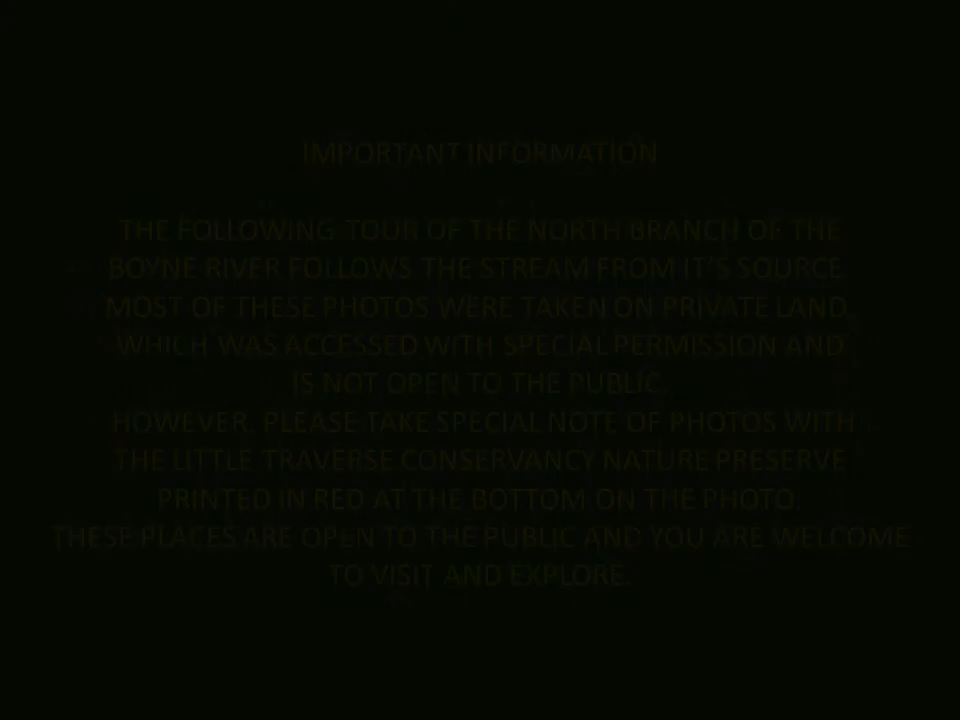 IMPORTANT INFORMATION
THE FOLLOWING TOUR OF THE NORTH BRANCH OF THE
BOYNE RIVER FOLLOWS THE STREAM FROM IT'S SOURCE
MOST OF THESE PHOTOS WERE TAKEN ON PRIVATE LAND
WHICH WAS ACCESSED WITH SPECIAL PERMISSION AND
IS NOT OPEN TO THE PUBLIC.
HOWEVER, PLEASE TAKE SPECIAL NOTE OF PHOTOS WITH
THE LITTLE TRAVERSE CONSERVANCY NATURE PRESERVE
PRINTED IN RED AT THE BOTTOM ON THE PHOTO.
THESE PLACES ARE OPEN TO THE PUBLIC AND YOU ARE WELCOME
TO VISIT AND EXPLORE.